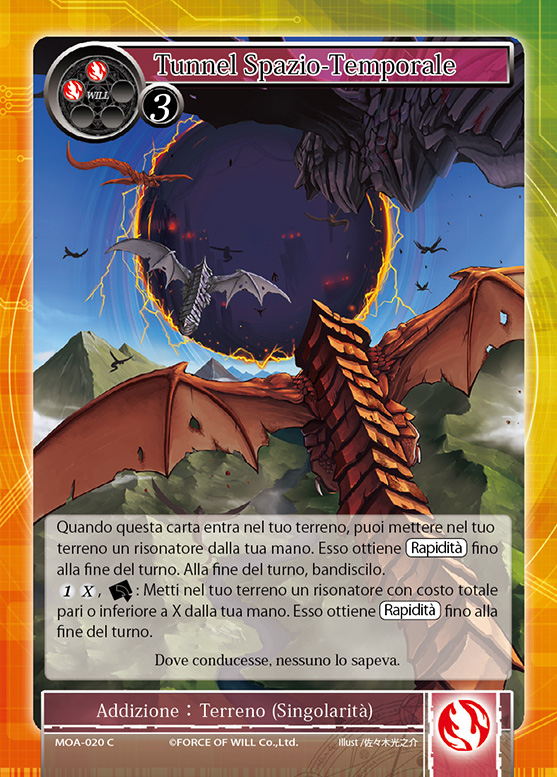 Tunnel Spazio-Temporale
WILL
3
Quando questa carta entra nel tuo terreno, puoi mettere nel tuo
terreno un risonatore dalla tua mano. Esso ottiene Rapidità fino
alla fine del turno. Alla fine del turno, bandiscilo.
1 X, : Metti nel tuo terreno un risonatore con costo totale
pari o inferiore a X dalla tua mano. Esso ottiene Rapidità fino alla
fine del turno.
Dove conducesse, nessuno lo sapeva.
Addizione : Terreno (Singolarità)
MOA-020 C ©FORCE OF WILL Co.,Ltd. Illust /佐々木光之介